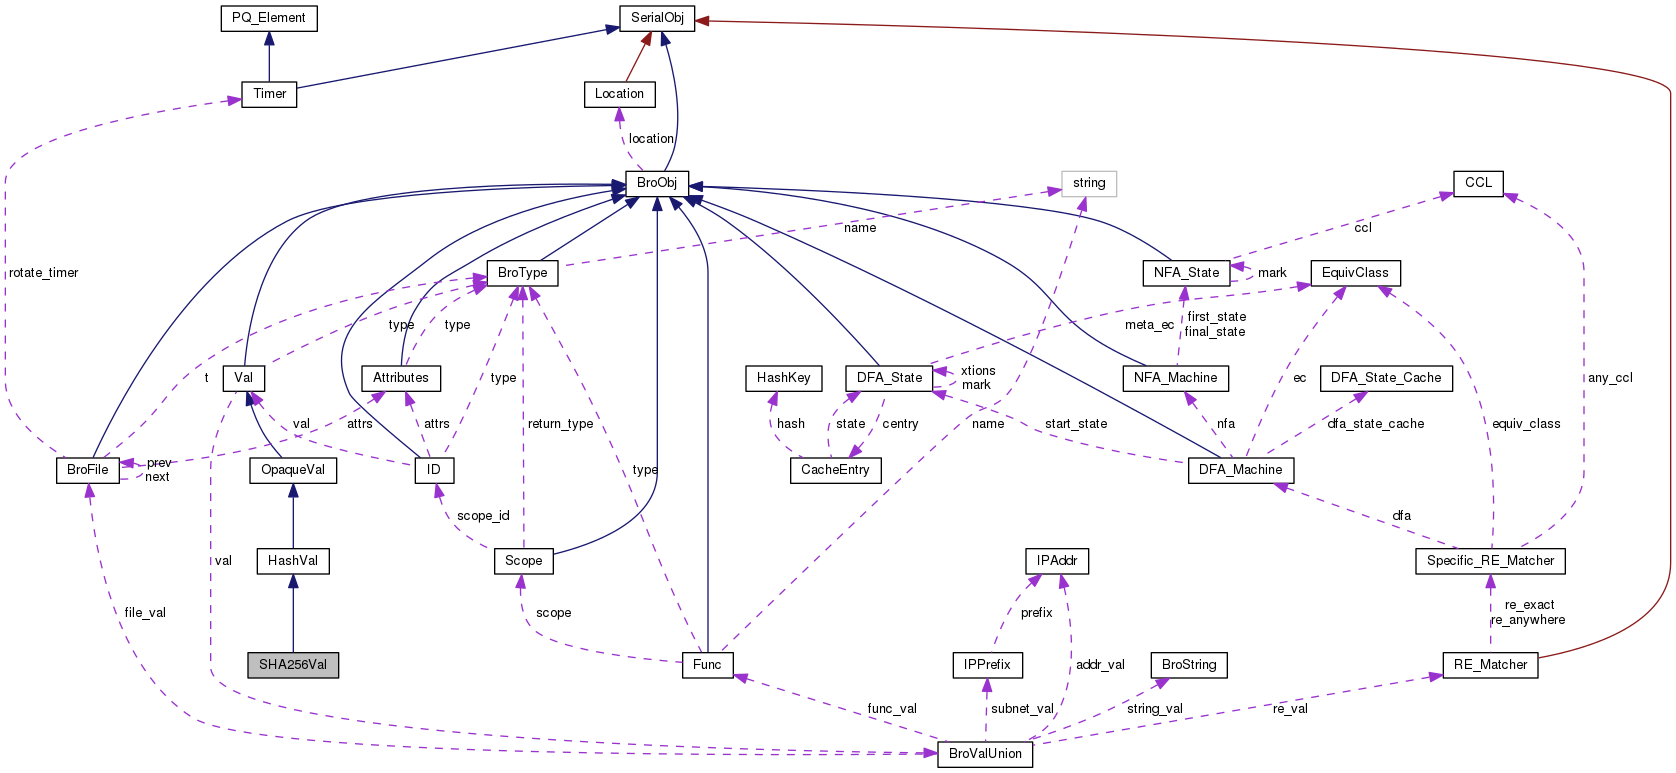 PQ_Element
SerialObj
Timer
Location
location
BroObj
string
CCL
name
ccl
rotate_timer
BroType
NFA_State
mark
EquivClass
type
type
meta_ec
first_state
final_state
t
Val
Attributes
type
HashKey
DFA_State
xtions
mark
NFA_Machine
ec
DFA_State_Cache
any_ccl
val
attrs
attrs
return_type
hash
state
centry
name
start_state
nfa
dfa_state_cache
equiv_class
BroFile
prev
next
OpaqueVal
ID
type
CacheEntry
DFA_Machine
scope_id
dfa
val
HashVal
Scope
IPAddr
Specific_RE_Matcher
file_val
scope
prefix
re_exact
re_anywhere
SHA256Val
Func
IPPrefix
addr_val
BroString
RE_Matcher
func_val
subnet_val
string_val
re_val
BroValUnion